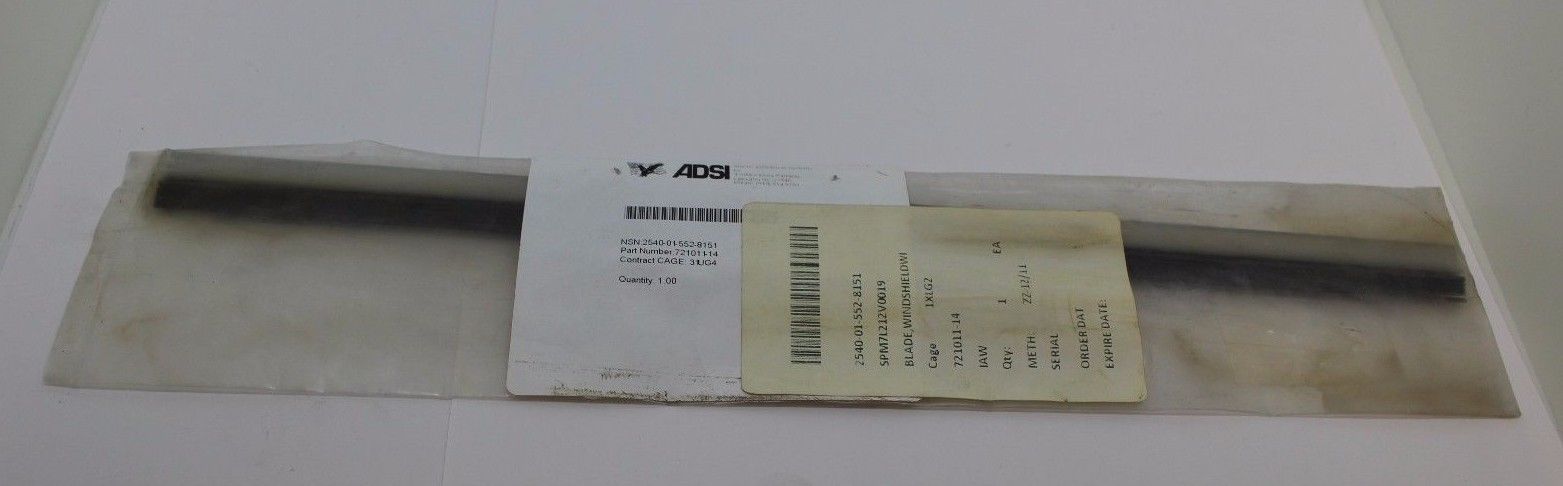 ADSI
NSN:2540-01-552-8151
Part Number:721011-14
Contract CAGE: 31UG4
Quantity: 1.00
2540-01-552-8151
SPM7L212V0019
BLADE,WINDSHIELDWI
Cage 1XLG2
721011-14
IAW
Qty: 1 EA
METH: ZZ-12/11
SERIAL
ORDER DAT
EXPIRE DATE: